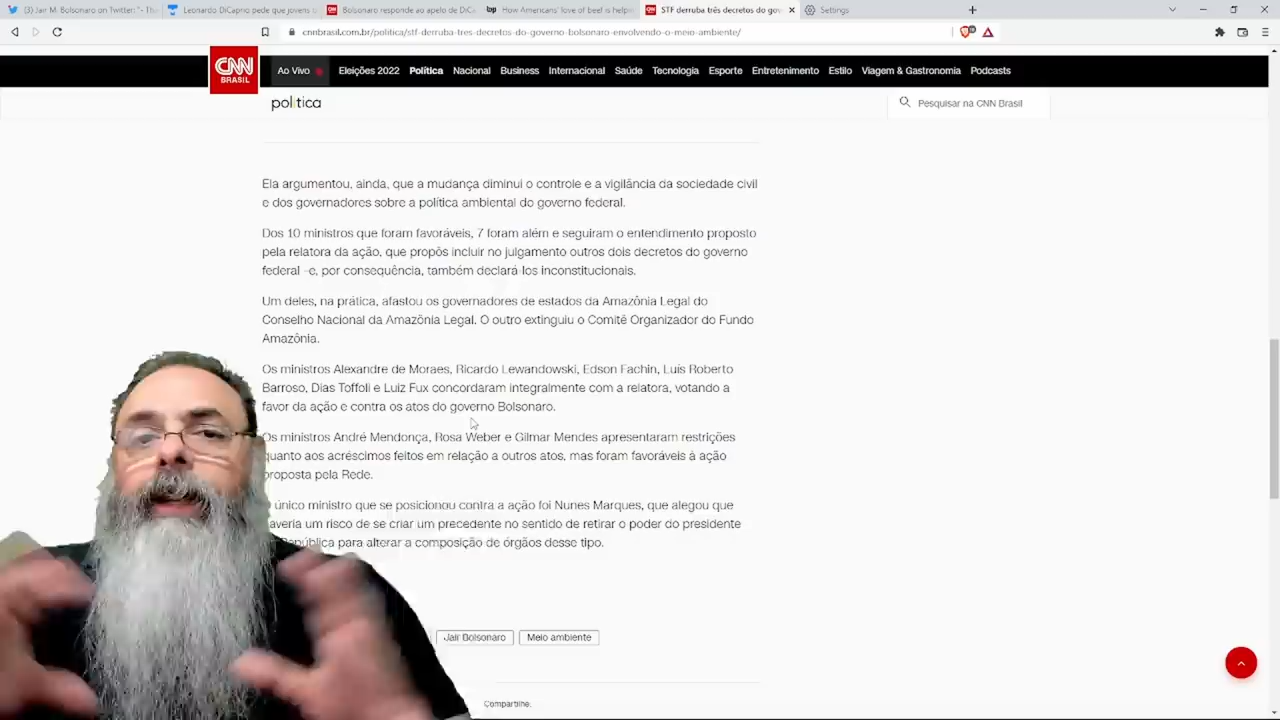 (3) Jair M. Bolsonaro on Twitter: "- Tha
Leonardo DiCaprio pede que jovens
Bolsonaro responde ao apelo de DiCa
How Americans' love of beef is helpin
STF derruba três decretos do gov
Settings
cnnbrasil.com.br/politica/stf-derruba-tres-decretos-do-governo-bolsonaro-envolvendo-o-meio-ambiente/
CNN
BRASIL
Ao Vivo
Eleições 2022
Política
Nacional
Business
Internacional
Saúde
Tecnologia
Esporte
Entretenimento
Estilo
Viagem & Gastronomia
Podcasts
política
Pesquisar na CNN Brasil
Ela argumentou, ainda, que a mudança diminui o controle e a vigilância da sociedade civil
e dos governadores sobre a política ambiental do governo federal.
Dos 10 ministros que foram favoráveis, 7 foram além e seguiram o entendimento proposto
pela relatora da ação, que propôs incluir no julgamento outros dois decretos do governo
federal –e, por consequência, também declará-los inconstitucionais.
Um deles, na prática, afastou os governadores de estados da Amazônia Legal do
Conselho Nacional da Amazônia Legal. O outro extinguiu o Comitê Organizador do Fundo
Amazônia.
Os ministros Alexandre de Moraes, Ricardo Lewandowski, Edson Fachin, Luís Roberto
Barroso, Dias Toffoli e Luiz Fux concordaram integralmente com a relatora, votando a
favor da ação e contra os atos do governo Bolsonaro.
Os ministros André Mendonça, Rosa Weber e Gilmar Mendes apresentaram restrições
quanto aos acréscimos feitos em relação a outros atos, mas foram favoráveis à ação
proposta pela Rede.
único ministro que se posicionou contra a ação foi Nunes Marques, que alegou que
haveria um risco de se criar um precedente no sentido de retirar o poder do presidente
República para alterar a composição de órgãos desse tipo.
Jair Bolsonaro
Meio ambiente
Compartilhe: